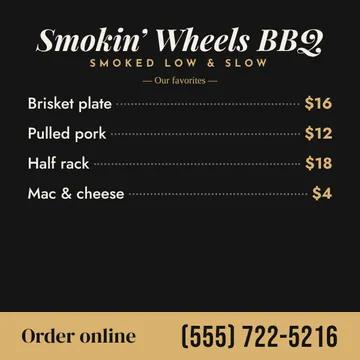 Smokin’ Wheels BBQ
SMOKED LOW & SLOW
— Our favorites —
Brisket plate $16
Pulled pork $12
Half rack $18
Mac & cheese $4
Order online (555) 722-5216